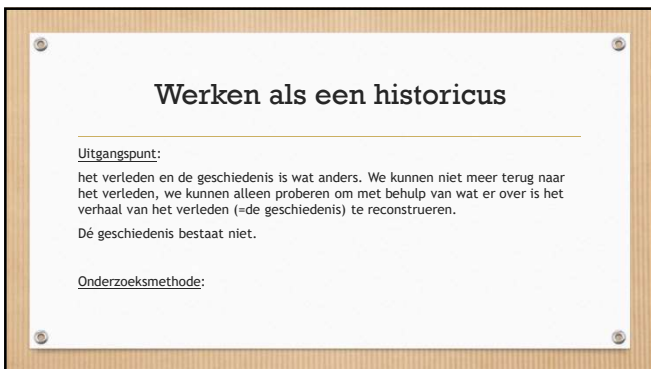 Werken als een historicus
Uitgangspunt:
het verleden en de geschiedenis is wat anders. We kunnen niet meer terug naar
het verleden, we kunnen alleen proberen om met behulp van wat er over is het
verhaal van het verleden (=de geschiedenis) te reconstrueren.
Dé geschiedenis bestaat niet.
Onderzoeksmethode: